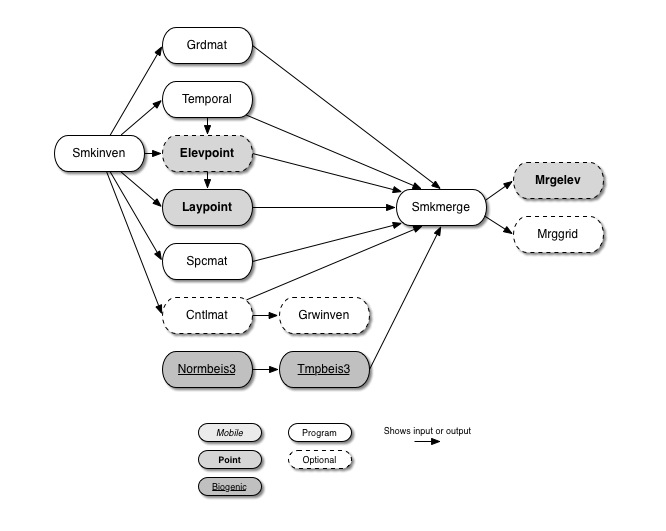 Grdmat
Temporal
Smkinven
Elevpoint
Laypoint
Smkmerge
Mrgelev
Mrggrid
Spcmat
Cntlmat
Grwinven
Normbeis3
Tmpbeis3
Mobile
Program
Shows input or output
Point
Optional
Biogenic